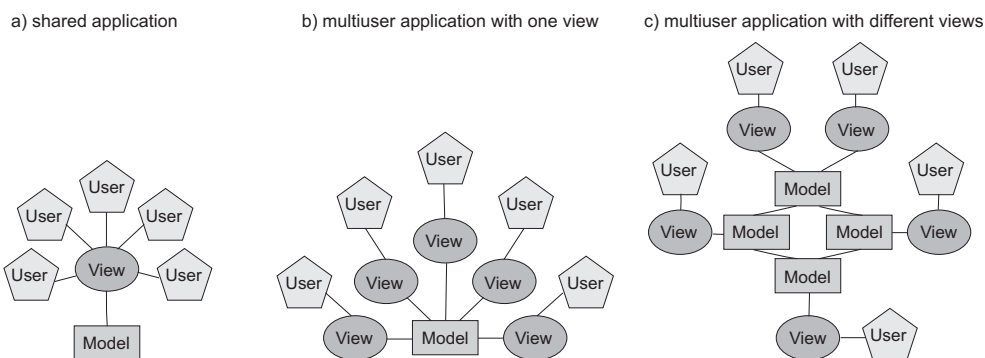 a) shared application
b) multiuser application with one view
c) multiuser application with different views
User
User
User
User
User
View
Model
User
User
User
User
User
View
View
View
View
View
Model
User
User
View
View
User
User
Model
View
Model
Model
View
Model
View
User